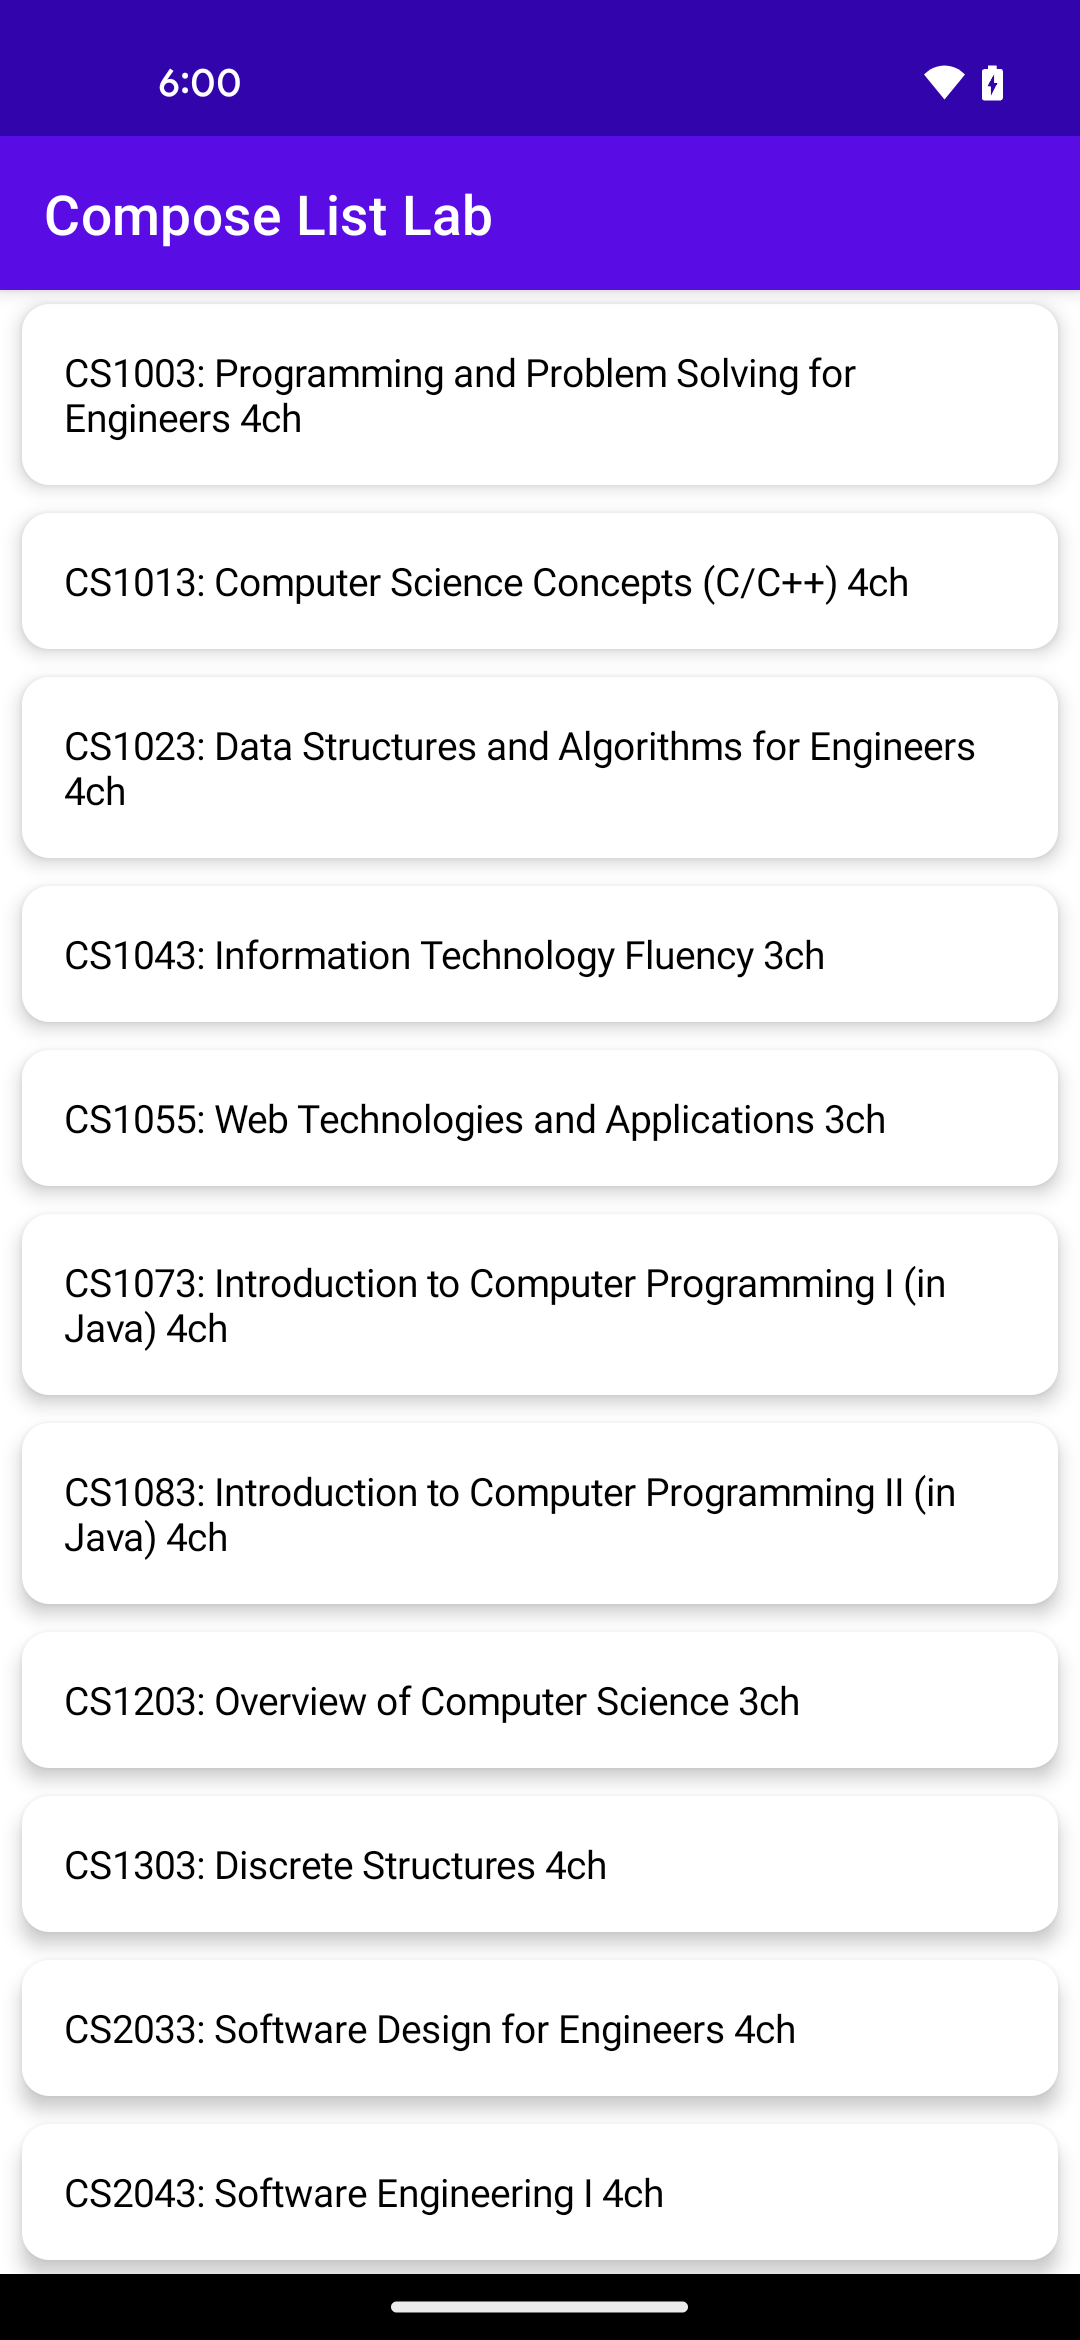 6:00
Compose List Lab
CS1003: Programming and Problem Solving for
Engineers 4ch
CS1013: Computer Science Concepts (C/C++) 4ch
CS1023: Data Structures and Algorithms for Engineers
4ch
CS1043: Information Technology Fluency 3ch
CS1055: Web Technologies and Applications 3ch
CS1073: Introduction to Computer Programming I (in
Java) 4ch
CS1083: Introduction to Computer Programming II (in
Java) 4ch
CS1203: Overview of Computer Science 3ch
CS1303: Discrete Structures 4ch
CS2033: Software Design for Engineers 4ch
CS2043: Software Engineering I 4ch